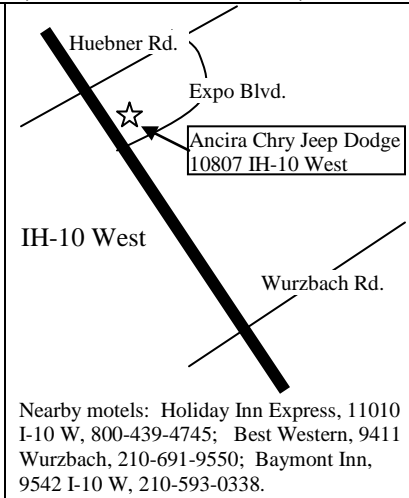 Huebner Rd.
Expo Blvd.
Ancira Chry Jeep Dodge
10807 IH-10 West
IH-10 West
Wurzbach Rd.
Nearby motels: Holiday Inn Express, 11010
I-10 W, 800-439-4745; Best Western, 9411
Wurzbach, 210-691-9550; Baymont Inn,
9542 I-10 W, 210-593-0338.